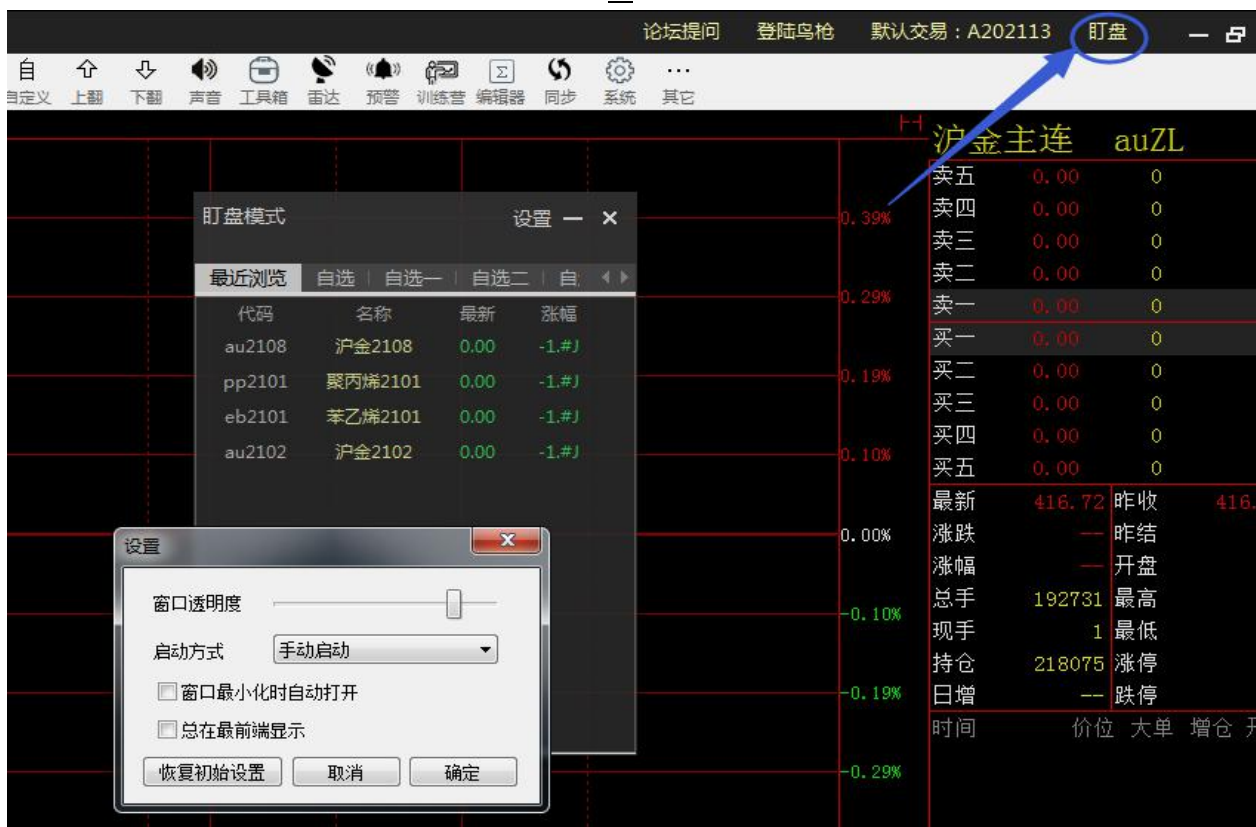 论坛提问 登陆鸟枪 默认交易：A202113 盯盘
自 Σ ...
自定义 上翻 下翻 声音 工具箱 雷达 预警 训练营 编辑器 同步 系统 其它
沪金主连 auZL
卖五 0.00 0
卖四 0.00 0
卖三 0.00 0
卖二 0.00 0
卖一 0.00 0
买一 0.00 0
买二 0.00 0
买三 0.00 0
买四 0.00 0
买五 0.00 0
最新 416.72 昨收 416.
涨跌 — 昨结
涨幅 — 开盘
总手 192731 最高
现手 1 最低
持仓 218075 涨停
日增 — 跌停
时间 价位 大单 增仓 开
0.39%
0.29%
0.19%
0.10%
0.00%
-0.10%
-0.19%
-0.29%
盯盘模式 设置
最近浏览 自选 自选一 自选二 自
代码 名称 最新 涨幅
au2108 沪金2108 0.00 -1.#J
pp2101 聚丙烯2101 0.00 -1.#J
eb2101 苯乙烯2101 0.00 -1.#J
au2102 沪金2102 0.00 -1.#J
设置
窗口透明度
启动方式 手动启动
窗口最小化时自动打开
总在最前端显示
恢复初始设置 取消 确定